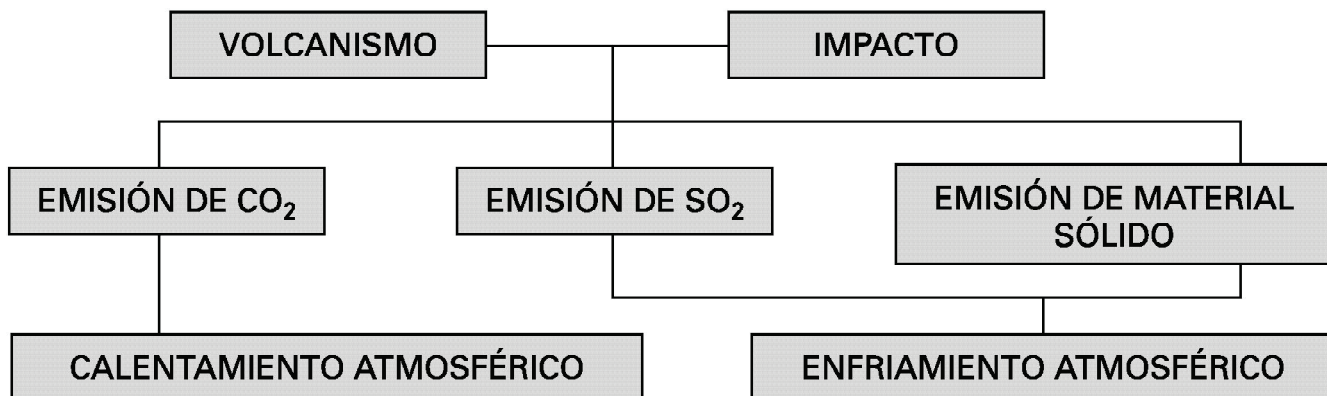 VOLCANISMO
IMPACTO
EMISIÓN DE CO₂
EMISIÓN DE SO₂
EMISIÓN DE MATERIAL
SÓLIDO
CALENTAMIENTO ATMOSFÉRICO
ENFRIAMIENTO ATMOSFÉRICO